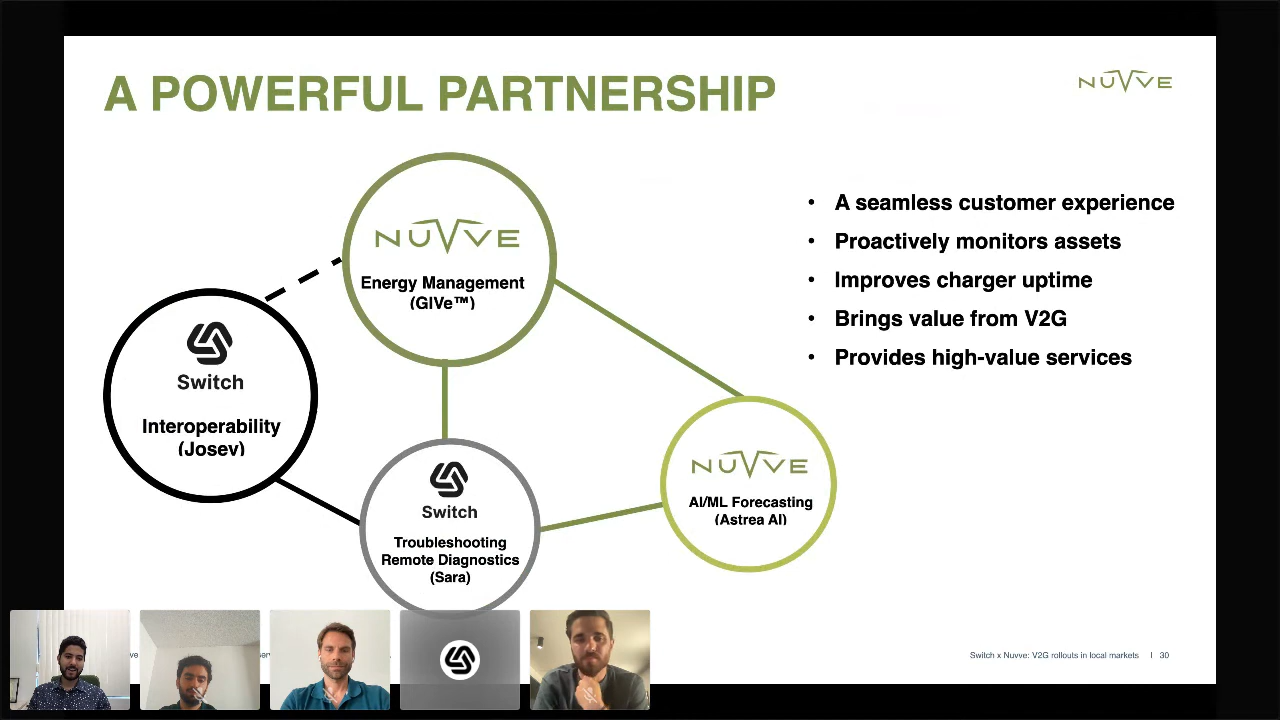 A POWERFUL PARTNERSHIP
NUVVE
NUVVE
Energy Management
(GIVe™)
Switch
Interoperability
(Josev)
Switch
Troubleshooting
Remote Diagnostics
(Sara)
NUVVE
AI/ML Forecasting
(Astrea AI)
• A seamless customer experience
• Proactively monitors assets
• Improves charger uptime
• Brings value from V2G
• Provides high-value services
Switch x Nuvve: V2G rollouts in local markets | 30